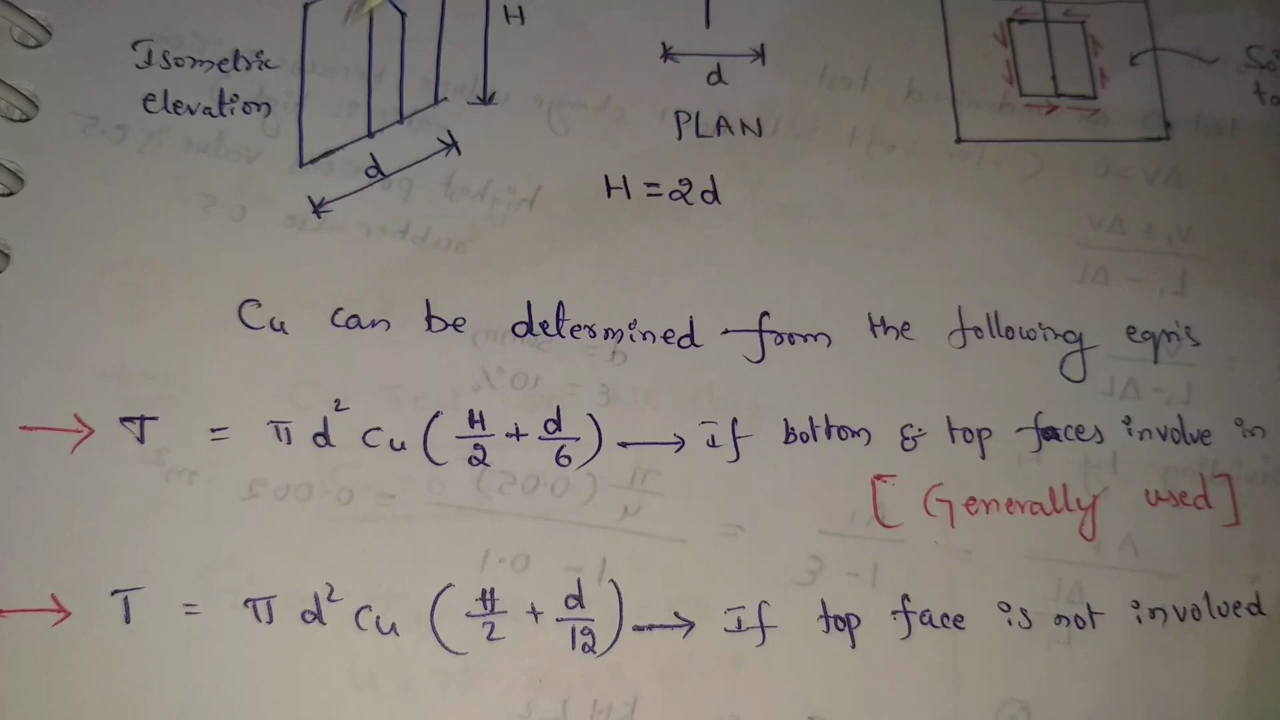 H
Isometric
elevation
d
d
PLAN
H = 2d
Cu can be determined from the following eqn's
→ T = π d² Cu ( H/2 + d/6 ) → If bottom & top faces involve in
[ Generally used ]
→ T = π d² Cu ( H/2 + d/12 ) → If top face is not involved